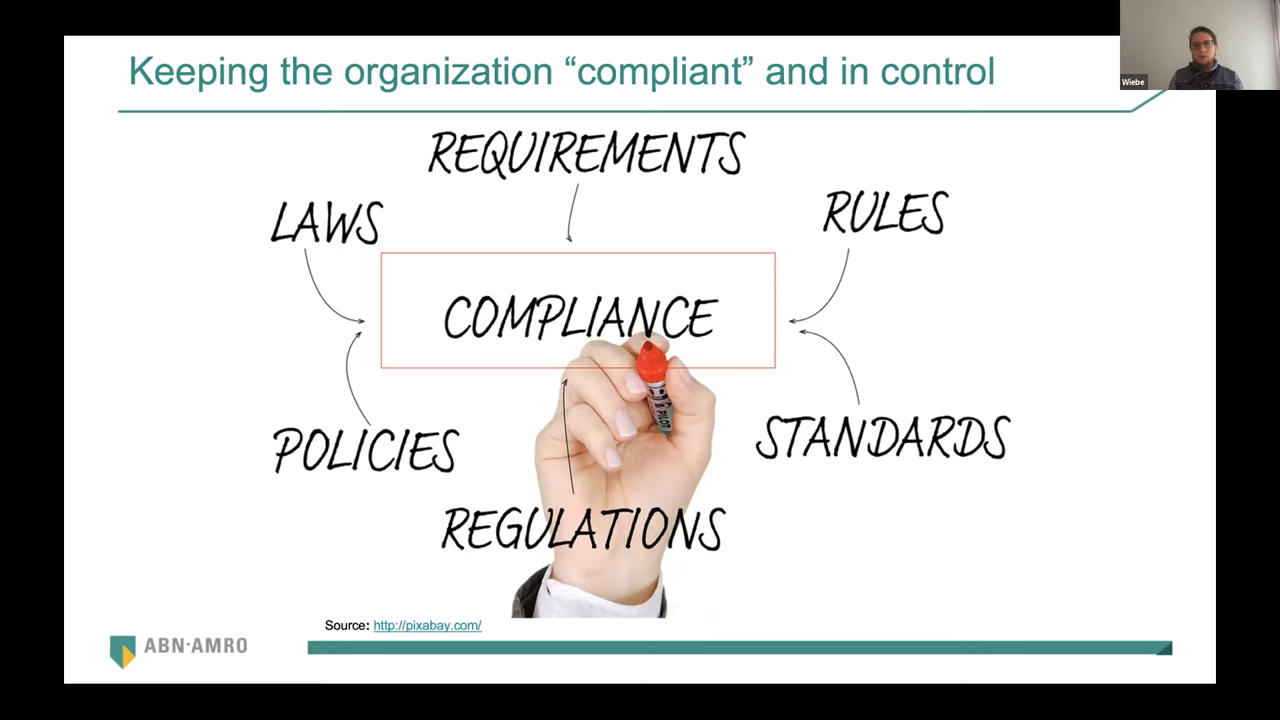 Keeping the organization “compliant” and in control
Wiebe
REQUIREMENTS
LAWS
RULES
COMPLIANCE
PILOT
POLICIES
STANDARDS
REGULATIONS
Source: http://pixabay.com/
ABN·AMRO